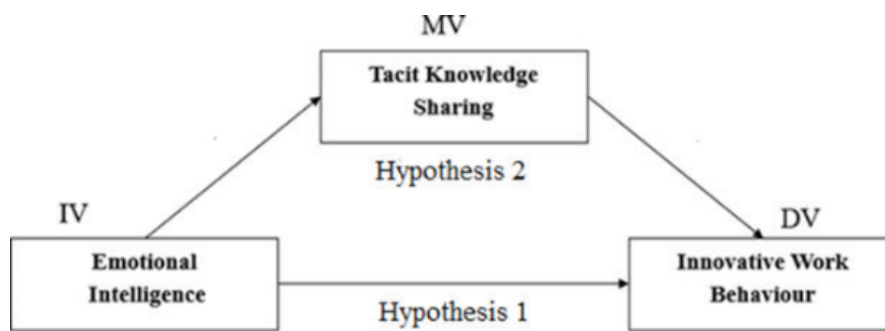 MV
Tacit Knowledge
Sharing
Hypothesis 2
IV
DV
Emotional
Intelligence
Innovative Work
Behaviour
Hypothesis 1